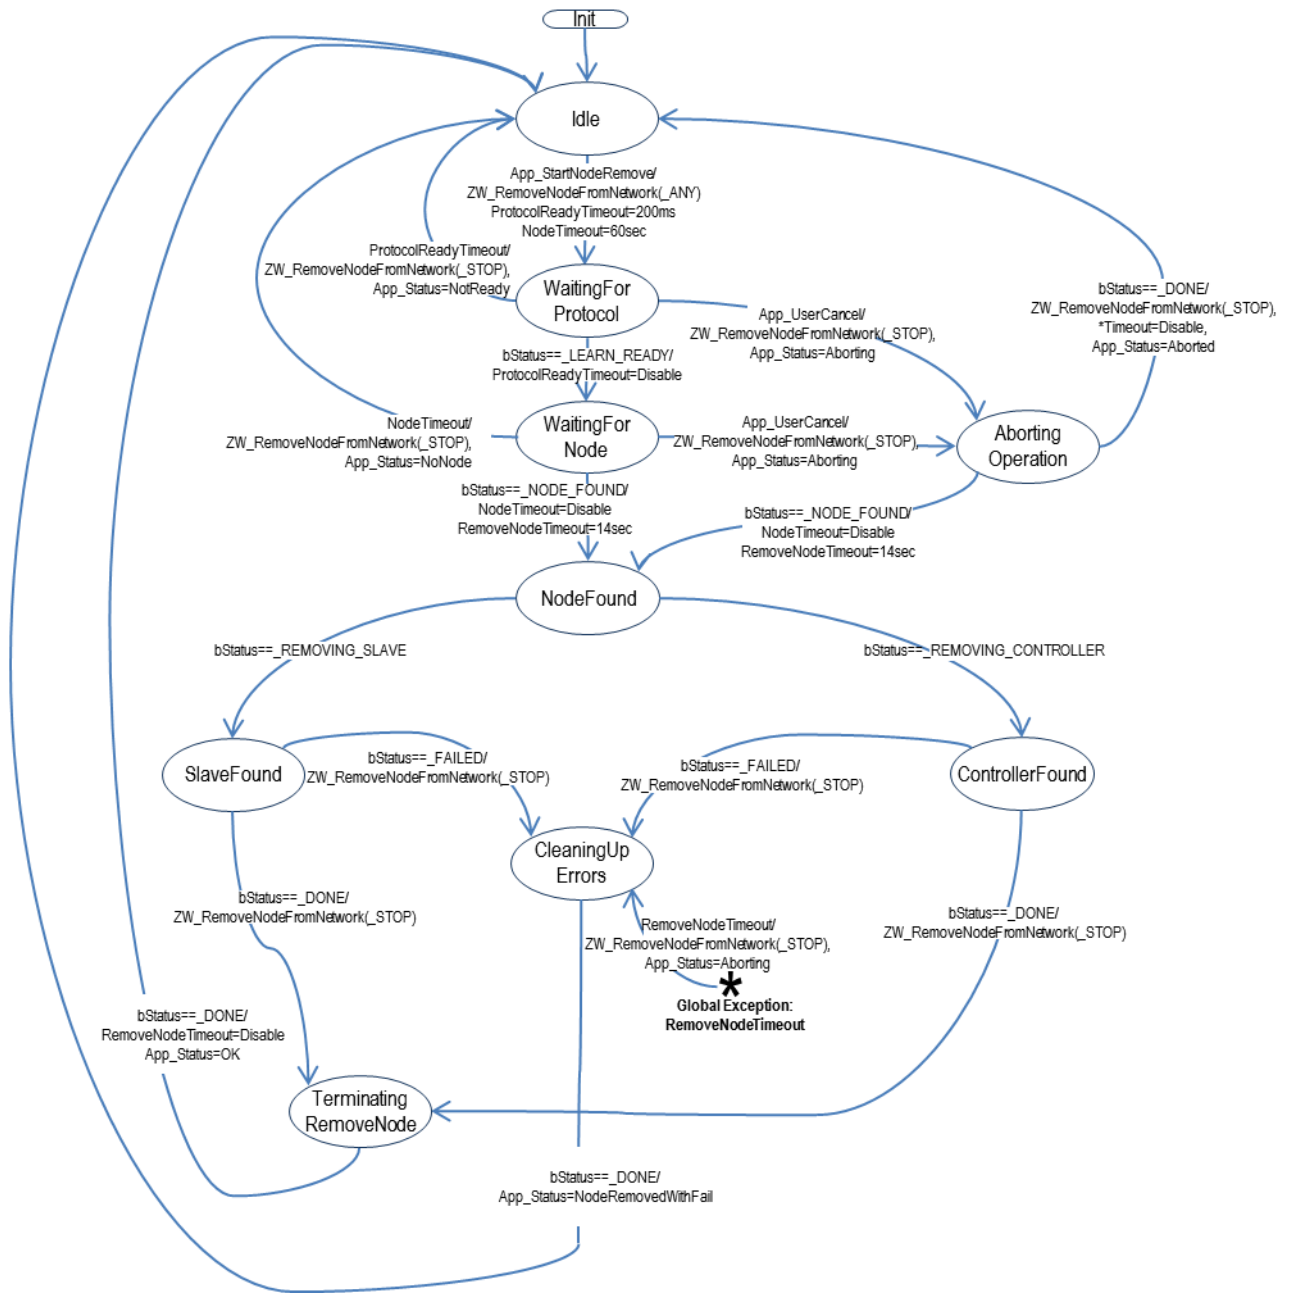 Init
Idle
App_StartNodeRemove/
ZW_RemoveNodeFromNetwork(_ANY)
ProtocolReadyTimeout=200ms
NodeTimeout=60sec
ProtocolReadyTimeout/
ZW_RemoveNodeFromNetwork(_STOP),
App_Status=NotReady
WaitingFor
Protocol
bStatus==_DONE/
ZW_RemoveNodeFromNetwork(_STOP),
*Timeout=Disable,
App_Status=Aborted
App_UserCancel/
ZW_RemoveNodeFromNetwork(_STOP),
App_Status=Aborting
bStatus==_LEARN_READY/
ProtocolReadyTimeout=Disable
NodeTimeout/
ZW_RemoveNodeFromNetwork(_STOP),
App_Status=NoNode
WaitingFor
Node
App_UserCancel/
ZW_RemoveNodeFromNetwork(_STOP),
App_Status=Aborting
Aborting
Operation
bStatus==_NODE_FOUND/
NodeTimeout=Disable
RemoveNodeTimeout=14sec
bStatus==_NODE_FOUND/
NodeTimeout=Disable
RemoveNodeTimeout=14sec
NodeFound
bStatus==_REMOVING_SLAVE
bStatus==_REMOVING_CONTROLLER
SlaveFound
bStatus==_FAILED/
ZW_RemoveNodeFromNetwork(_STOP)
bStatus==_FAILED/
ZW_RemoveNodeFromNetwork(_STOP)
ControllerFound
CleaningUp
Errors
bStatus==_DONE/
ZW_RemoveNodeFromNetwork(_STOP)
RemoveNodeTimeout/
ZW_RemoveNodeFromNetwork(_STOP),
App_Status=Aborting
*
Global Exception:
RemoveNodeTimeout
bStatus==_DONE/
ZW_RemoveNodeFromNetwork(_STOP)
bStatus==_DONE/
RemoveNodeTimeout=Disable
App_Status=OK
Terminating
RemoveNode
bStatus==_DONE/
App_Status=NodeRemovedWithFail